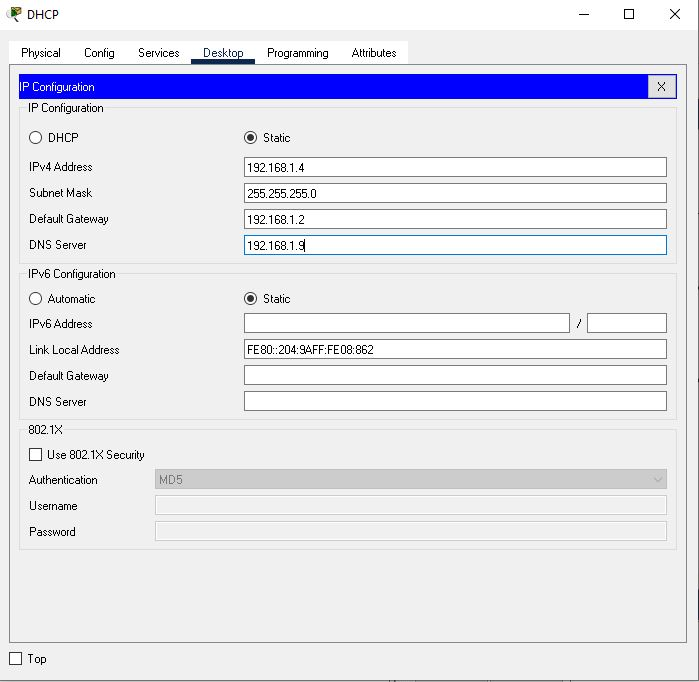 DHCP
Physical Config Services Desktop Programming Attributes
IP Configuration X
IP Configuration
DHCP Static
IPv4 Address 192.168.1.4
Subnet Mask 255.255.255.0
Default Gateway 192.168.1.2
DNS Server 192.168.1.9
IPv6 Configuration
Automatic Static
IPv6 Address /
Link Local Address FE80::204:9AFF:FE08:862
Default Gateway
DNS Server
802.1X
Use 802.1X Security
Authentication MD5
Username
Password
Top